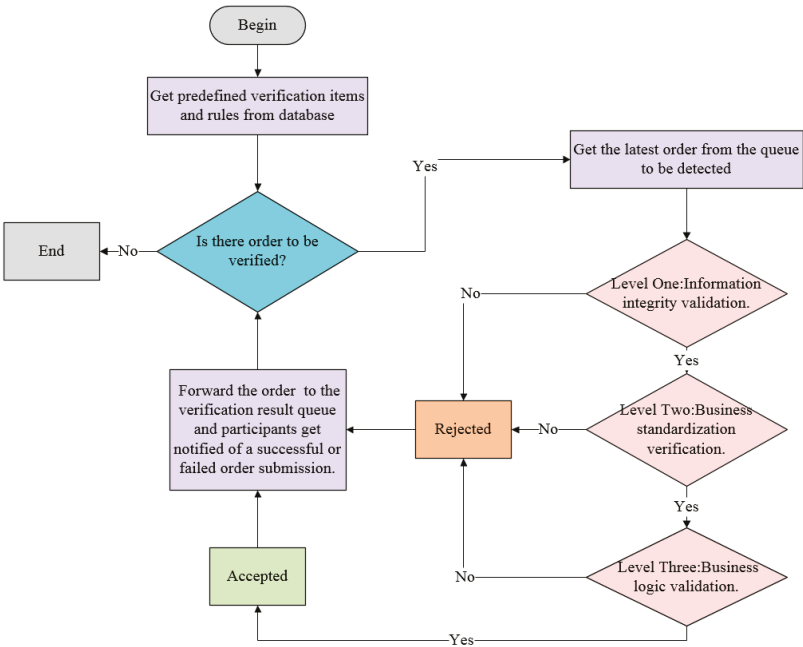 Begin
Get predefined verification items
and rules from database
Yes
Get the latest order from the queue
to be detected
Is there order to be
verified?
No
End
Level One:Information
integrity validation.
No
Yes
Forward the order to the
verification result queue
and participants get
notified of a successful or
failed order submission.
Rejected
No
Level Two:Business
standardization
verification.
Yes
Accepted
No
Level Three:Business
logic validation.
Yes